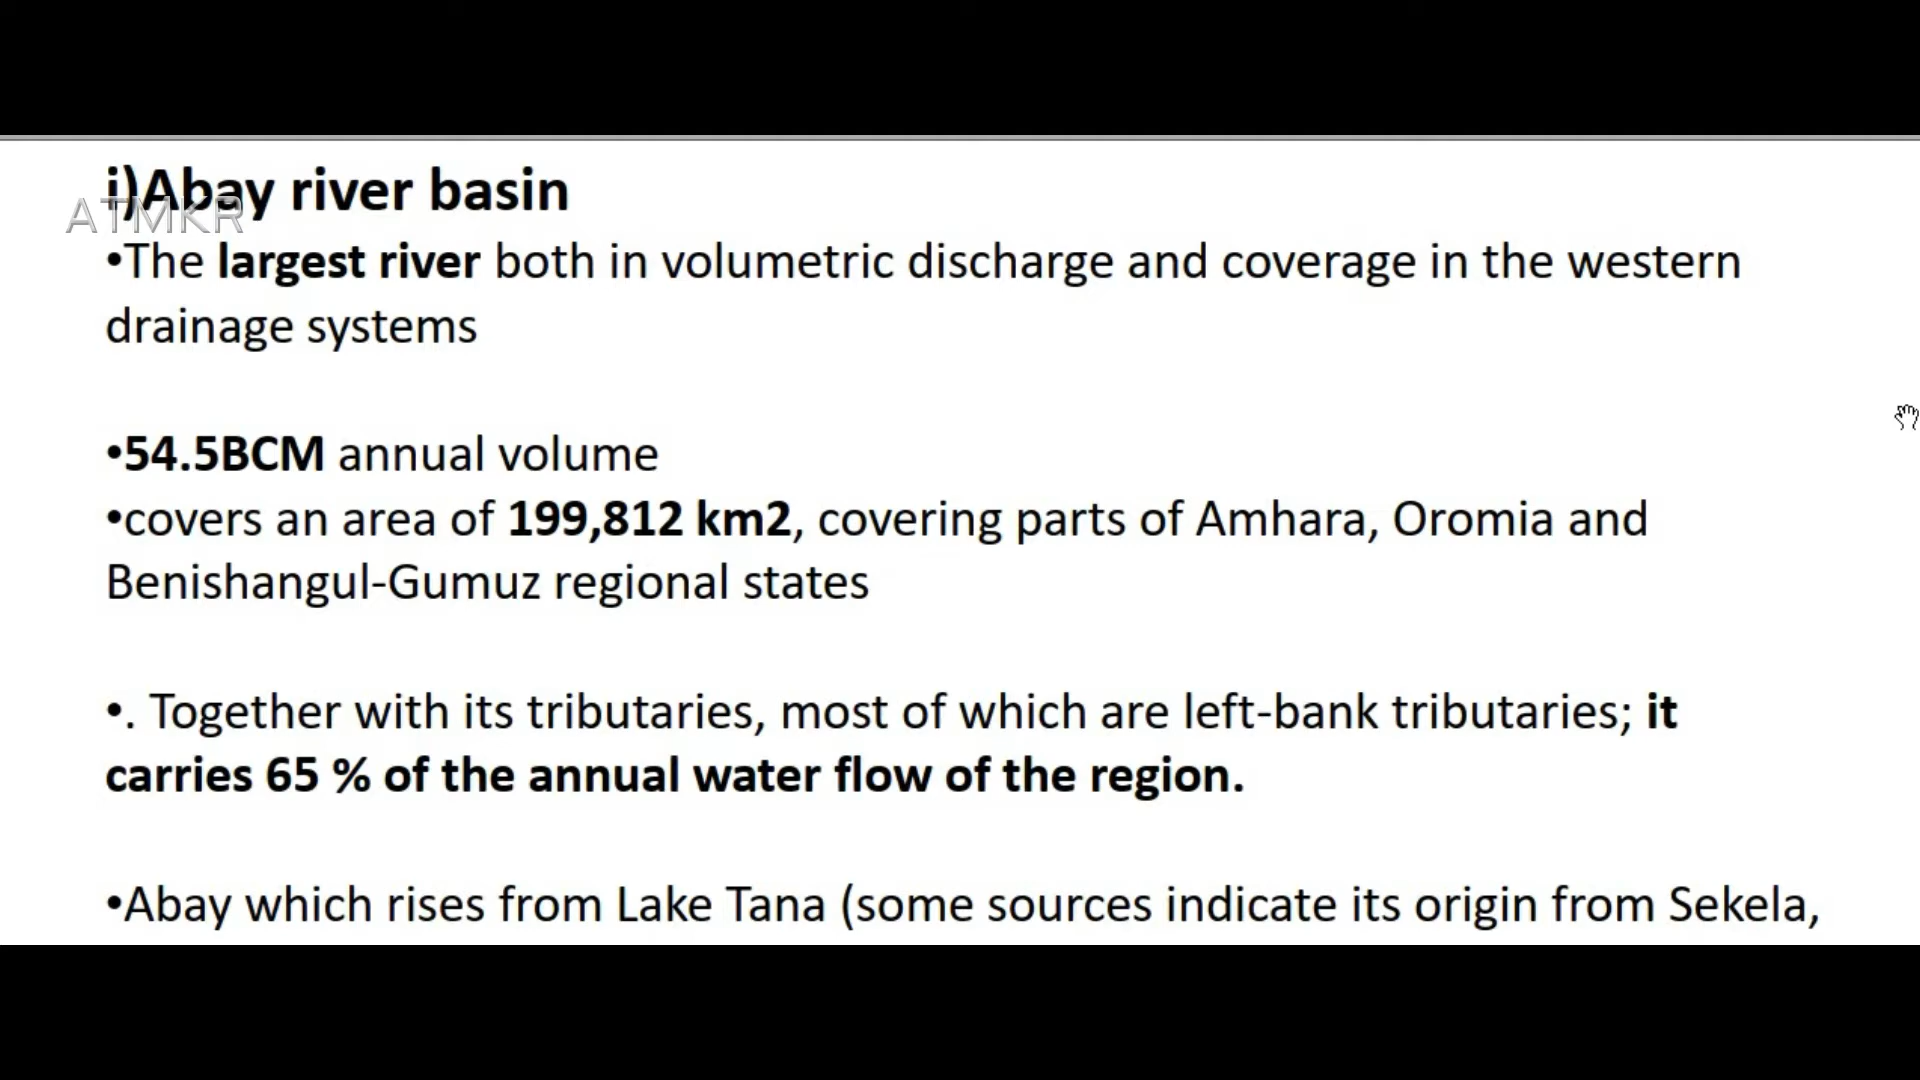 i)Abay river basin
ATMKR
•The largest river both in volumetric discharge and coverage in the western
drainage systems
•54.5BCM annual volume
•covers an area of 199,812 km2, covering parts of Amhara, Oromia and
Benishangul-Gumuz regional states
•. Together with its tributaries, most of which are left-bank tributaries; it
carries 65 % of the annual water flow of the region.
•Abay which rises from Lake Tana (some sources indicate its origin from Sekela,